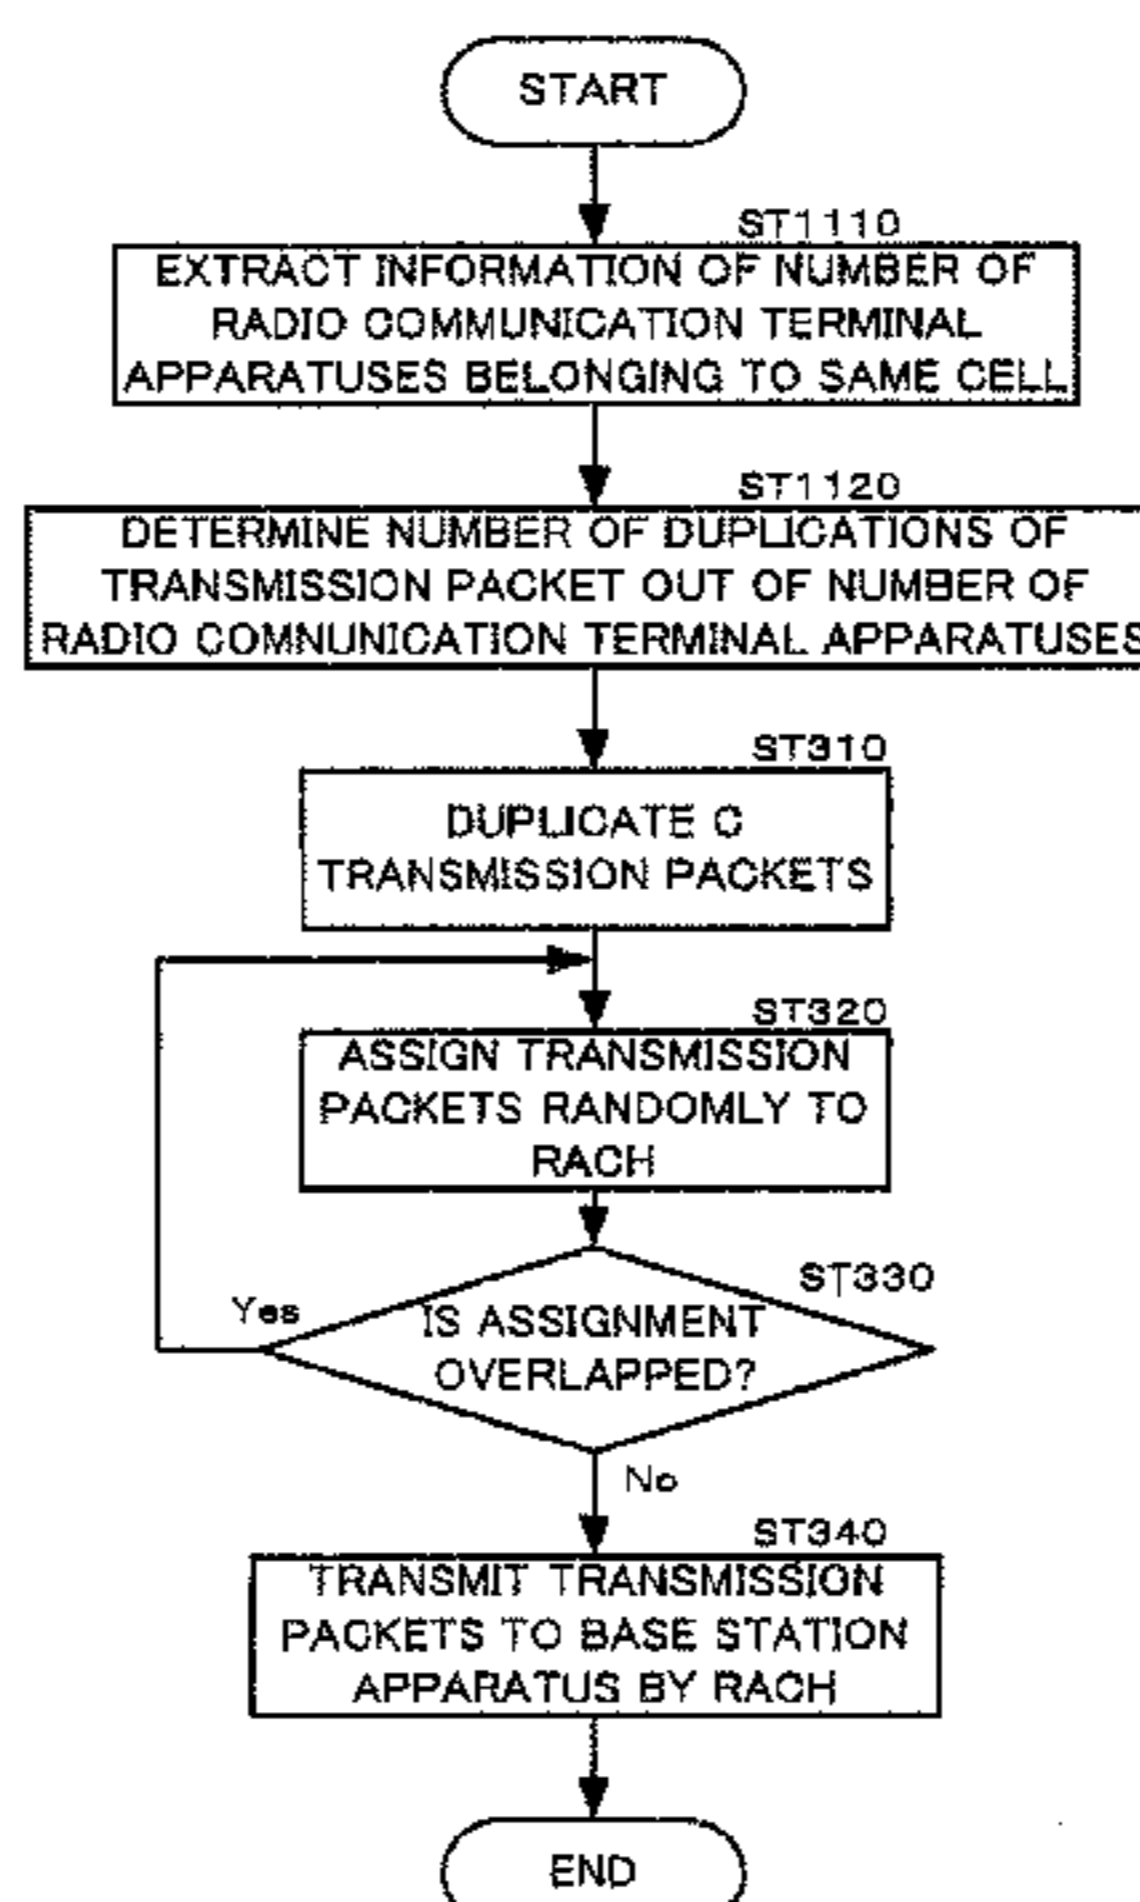 START
ST1110
EXTRACT INFORMATION OF NUMBER OF
RADIO COMMUNICATION TERMINAL
APPARATUSES BELONGING TO SAME CELL
ST1120
DETERMINE NUMBER OF DUPLICATIONS OF
TRANSMISSION PACKET OUT OF NUMBER OF
RADIO COMNUNICATION TERMINAL APPARATUSES
ST310
DUPLICATE C
TRANSMISSION PACKETS
ST320
ASSIGN TRANSMISSION
PACKETS RANDOMLY TO
RACH
ST330
Yes
IS ASSIGNMENT
OVERLAPPED?
No
ST340
TRANSMIT TRANSMISSION
PACKETS TO BASE STATION
APPARATUS BY RACH
END